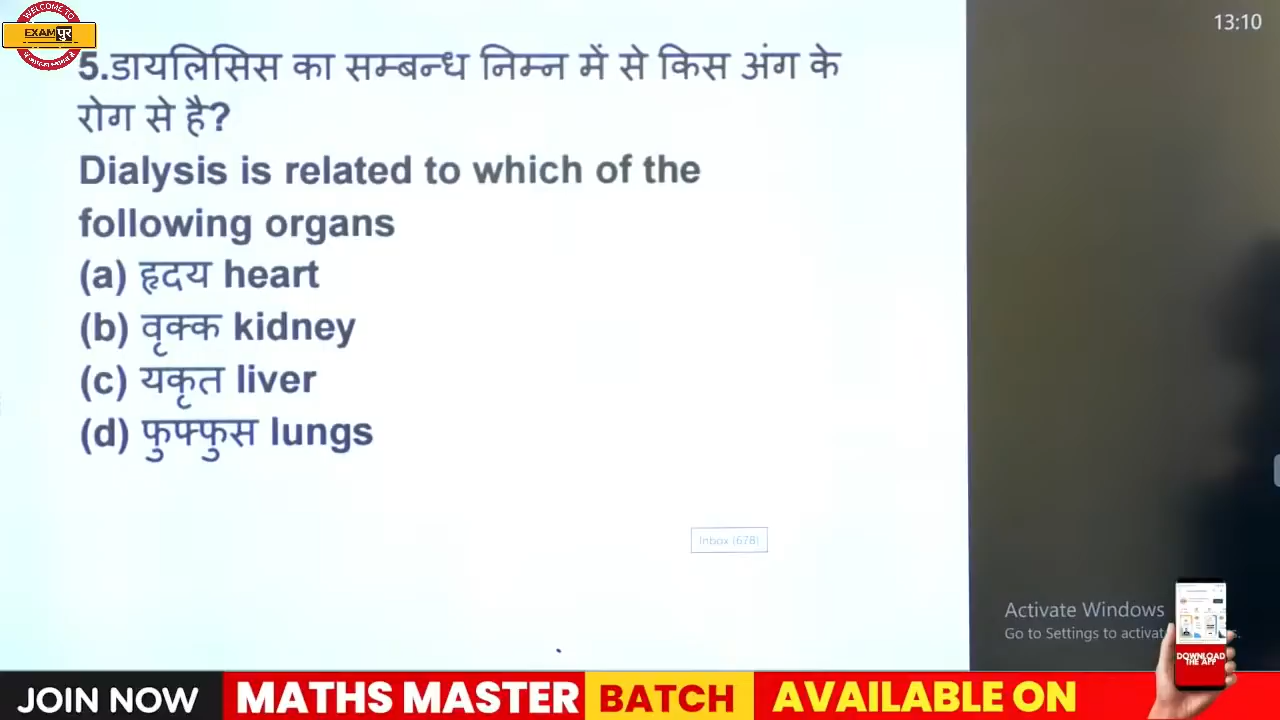 WELCOME TO
EXAMपुर
13:10
5.डायलिसिस का सम्बन्ध निम्न में से किस अंग के
रोग से है?
Dialysis is related to which of the
following organs
(a) हृदय heart
(b) वृक्क kidney
(c) यकृत liver
(d) फुफ्फुस lungs
Inbox (678)
Activate Windows
Go to Settings to activat
DOWNLOAD
THE APP
JOIN NOW MATHS MASTER BATCH AVAILABLE ON